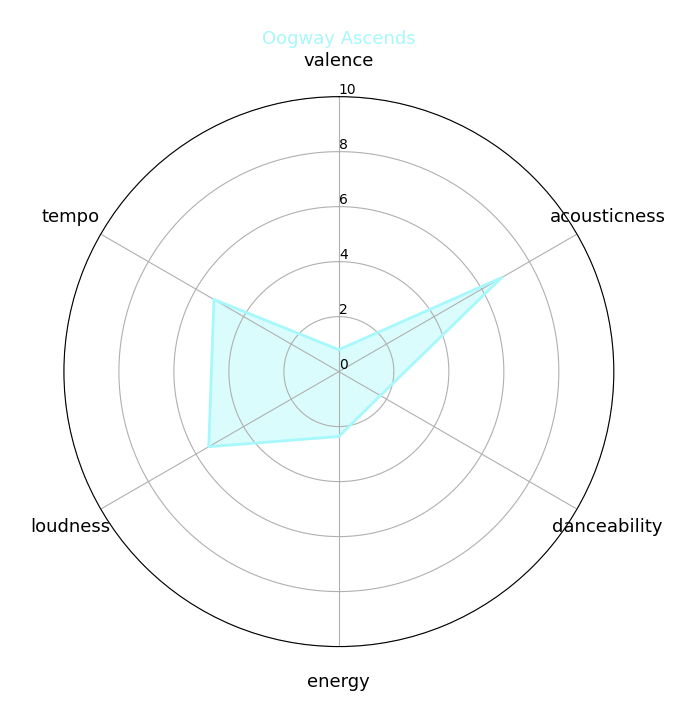 Oogway Ascends
valence
10
8
6
4
2
0
tempo
acousticness
loudness
danceability
energy